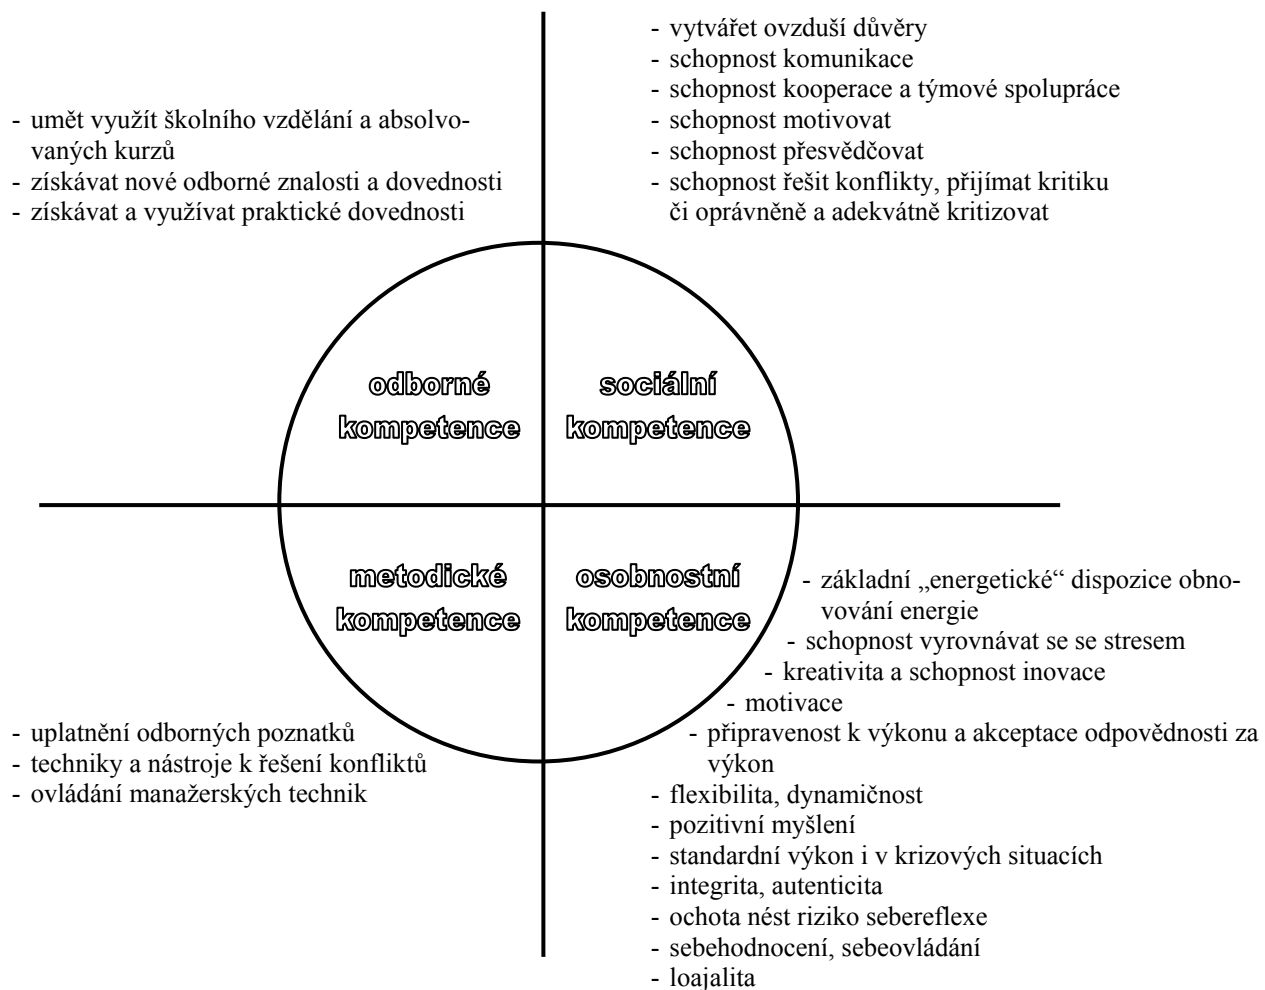 - vytvářet ovzduší důvěry
- schopnost komunikace
- schopnost kooperace a týmové spolupráce
- schopnost motivovat
- schopnost přesvědčovat
- schopnost řešit konflikty, přijímat kritiku
či oprávněně a adekvátně kritizovat
- umět využít školního vzdělání a absolvo-
vaných kurzů
- získávat nové odborné znalosti a dovednosti
- získávat a využívat praktické dovednosti
odborné
kompetence
sociální
kompetence
metodické
kompetence
osobnostní
kompetence
- základní „energetické“ dispozice obno-
vování energie
- schopnost vyrovnávat se se stresem
- kreativita a schopnost inovace
- motivace
- připravenost k výkonu a akceptace odpovědnosti za
výkon
- flexibilita, dynamičnost
- pozitivní myšlení
- standardní výkon i v krizových situacích
- integrita, autenticita
- ochota nést riziko sebereflexe
- sebehodnocení, sebeovládání
- loajalita
- uplatnění odborných poznatků
- techniky a nástroje k řešení konfliktů
- ovládání manažerských technik